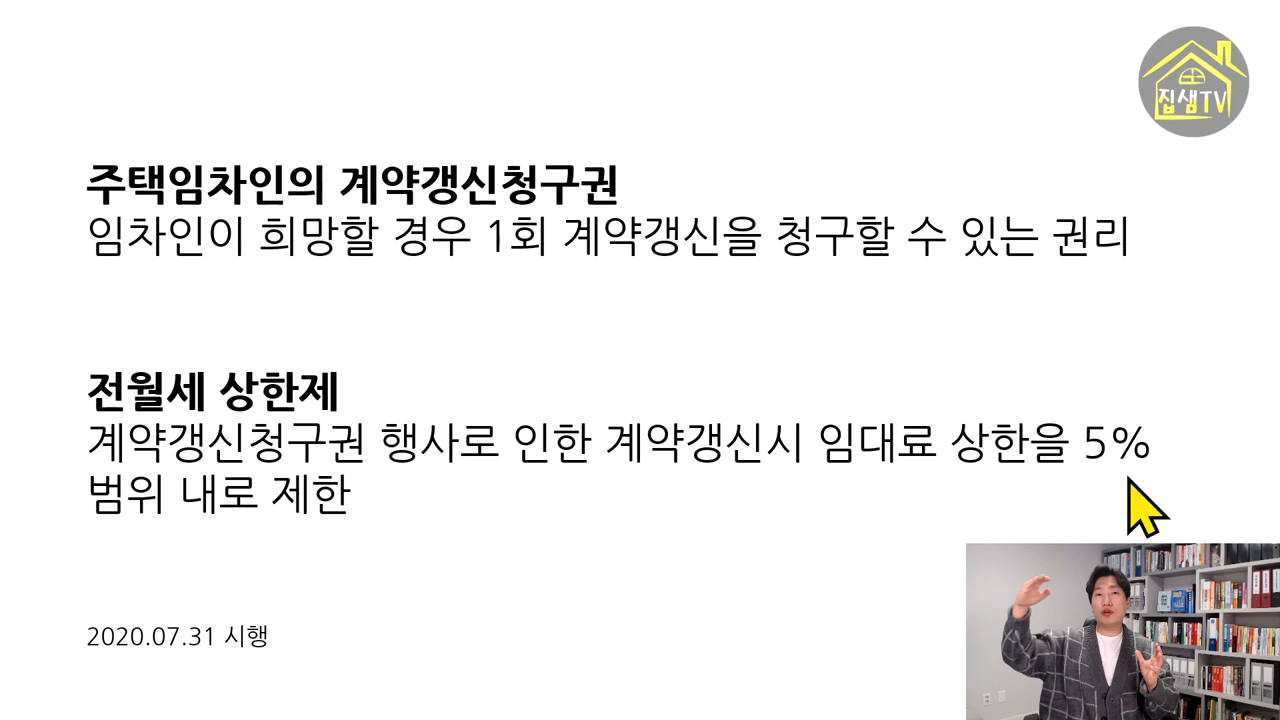 집샘TV
주택임차인의 계약갱신청구권
임차인이 희망할 경우 1회 계약갱신을 청구할 수 있는 권리
전월세 상한제
계약갱신청구권 행사로 인한 계약갱신시 임대료 상한을 5%
범위 내로 제한
2020.07.31 시행